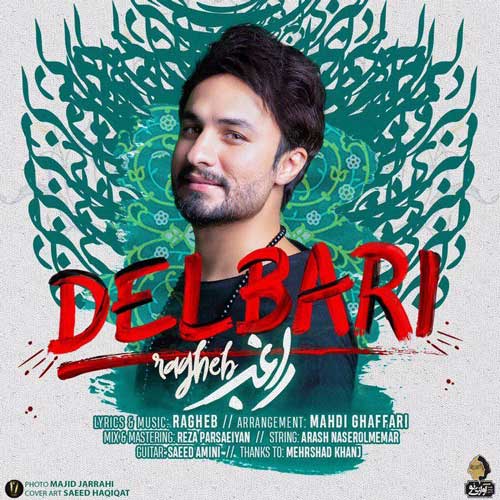 DELBARI
ragheb راغب
LYRICS & MUSIC: RAGHEB // ARRANGEMENT: MAHDI GHAFFARI
MIX & MASTERING: REZA PARSAEIYAN // STRING: ARASH NASEROLMEMAR
GUITAR: SAEED AMINI // THANKS TO: MEHRSHAD KHANJ
PHOTO MAJID JARRAHI
COVER ART SAEED HAQIQAT